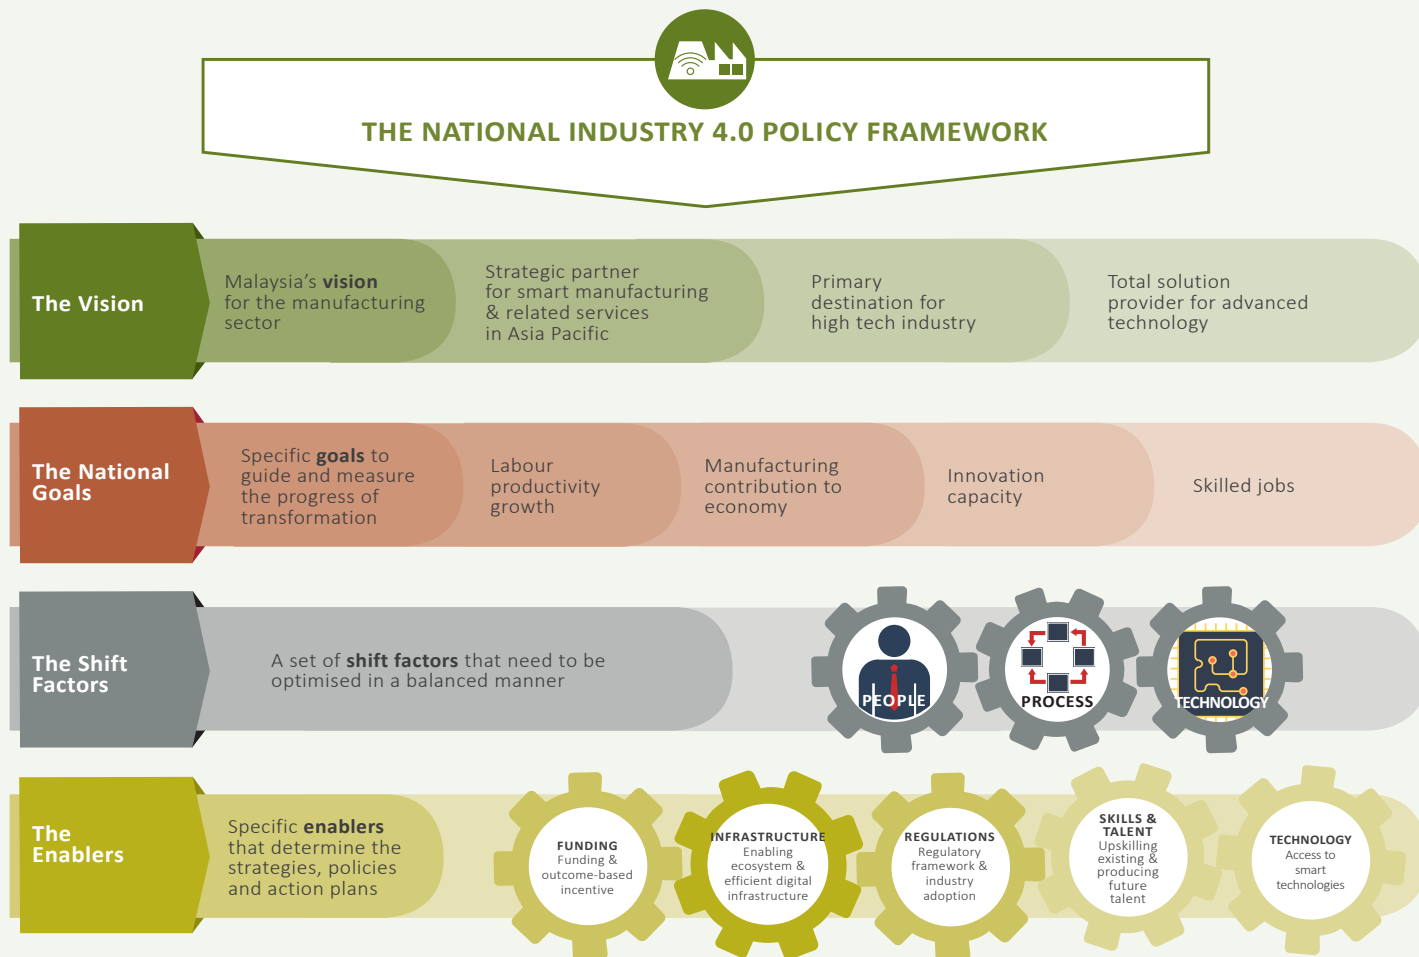 THE NATIONAL INDUSTRY 4.0 POLICY FRAMEWORK
The Vision
Malaysia’s vision
for the manufacturing
sector
Strategic partner
for smart manufacturing
& related services
in Asia Pacific
Primary
destination for
high tech industry
Total solution
provider for advanced
technology
The National
Goals
Specific goals to
guide and measure
the progress of
transformation
Labour
productivity
growth
Manufacturing
contribution to
economy
Innovation
capacity
Skilled jobs
The Shift
Factors
A set of shift factors that need to be
optimised in a balanced manner
PEOPLE
PROCESS
TECHNOLOGY
The
Enablers
Specific enablers
that determine the
strategies, policies
and action plans
FUNDING
Funding &
outcome-based
incentive
INFRASTRUCTURE
Enabling
ecosystem &
efficient digital
infrastructure
REGULATIONS
Regulatory
framework &
industry
adoption
SKILLS &
TALENT
Upskilling
existing &
producing
future
talent
TECHNOLOGY
Access to
smart
technologies